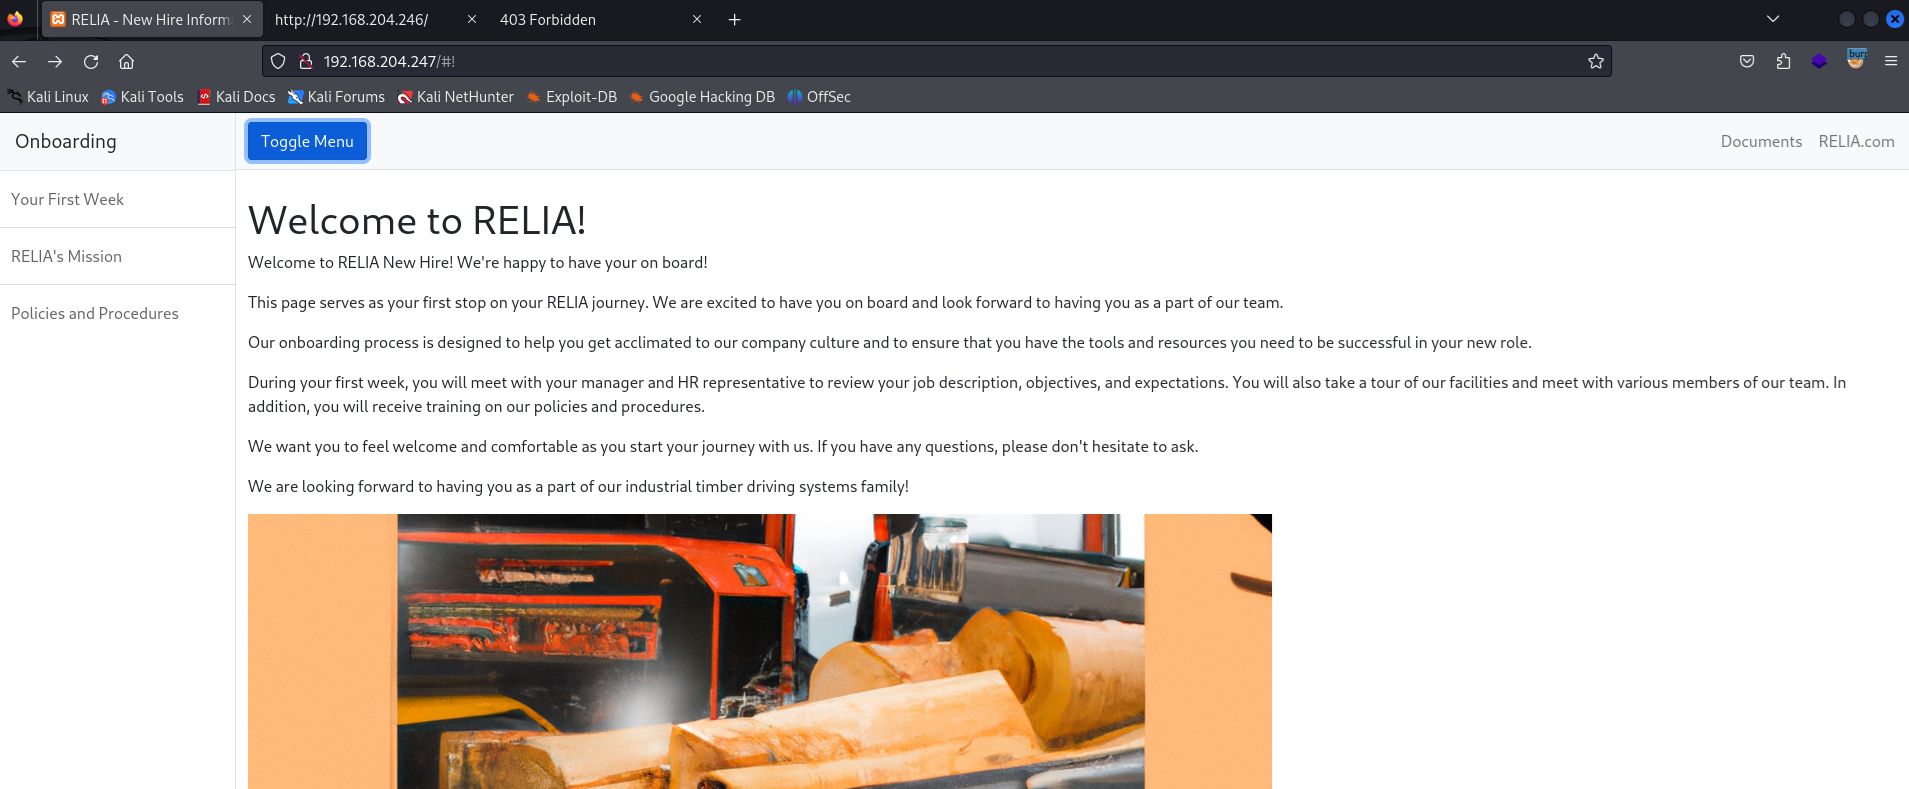 RELIA - New Hire Informa
http://192.168.204.246/
403 Forbidden
192.168.204.247/#!
burp
Kali Linux
Kali Tools
Kali Docs
Kali Forums
Kali NetHunter
Exploit-DB
Google Hacking DB
OffSec
Onboarding
Toggle Menu
Documents
RELIA.com
Your First Week
RELIA's Mission
Policies and Procedures
Welcome to RELIA!
Welcome to RELIA New Hire! We're happy to have your on board!
This page serves as your first stop on your RELIA journey. We are excited to have you on board and look forward to having you as a part of our team.
Our onboarding process is designed to help you get acclimated to our company culture and to ensure that you have the tools and resources you need to be successful in your new role.
During your first week, you will meet with your manager and HR representative to review your job description, objectives, and expectations. You will also take a tour of our facilities and meet with various members of our team. In
addition, you will receive training on our policies and procedures.
We want you to feel welcome and comfortable as you start your journey with us. If you have any questions, please don't hesitate to ask.
We are looking forward to having you as a part of our industrial timber driving systems family!